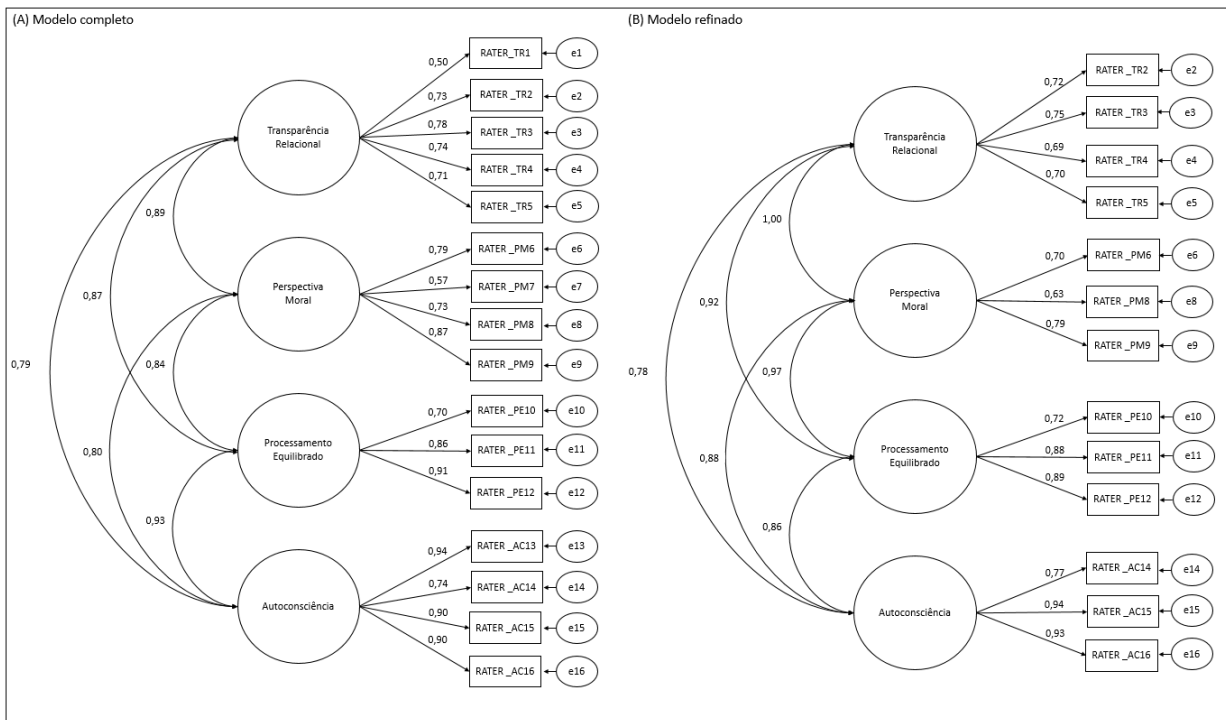 (A) Modelo completo
Transparência
Relacional
Perspectiva
Moral
Processamento
Equilibrado
Autoconsciência
0,89
0,87
0,79
0,84
0,80
0,93
0,50
RATER_TR1
e1
0,73
RATER _TR2
e2
0,78
RATER _TR3
e3
0,74
RATER _TR4
e4
0,71
RATER _TR5
e5
0,79
RATER _PM6
e6
0,57
RATER _PM7
e7
0,73
RATER _PM8
e8
0,87
RATER _PM9
e9
0,70
RATER _PE10
e10
0,86
RATER _PE11
e11
0,91
RATER _PE12
e12
0,94
RATER _AC13
e13
0,74
RATER _AC14
e14
0,90
RATER _AC15
e15
0,90
RATER _AC16
e16
(B) Modelo refinado
Transparência
Relacional
Perspectiva
Moral
Processamento
Equilibrado
Autoconsciência
1,00
0,92
0,78
0,97
0,88
0,86
0,72
RATER _TR2
e2
0,75
RATER _TR3
e3
0,69
RATER _TR4
e4
0,70
RATER _TR5
e5
0,70
RATER _PM6
e6
0,63
RATER _PM8
e8
0,79
RATER _PM9
e9
0,72
RATER _PE10
e10
0,88
RATER _PE11
e11
0,89
RATER _PE12
e12
0,77
RATER _AC14
e14
0,94
RATER _AC15
e15
0,93
RATER _AC16
e16